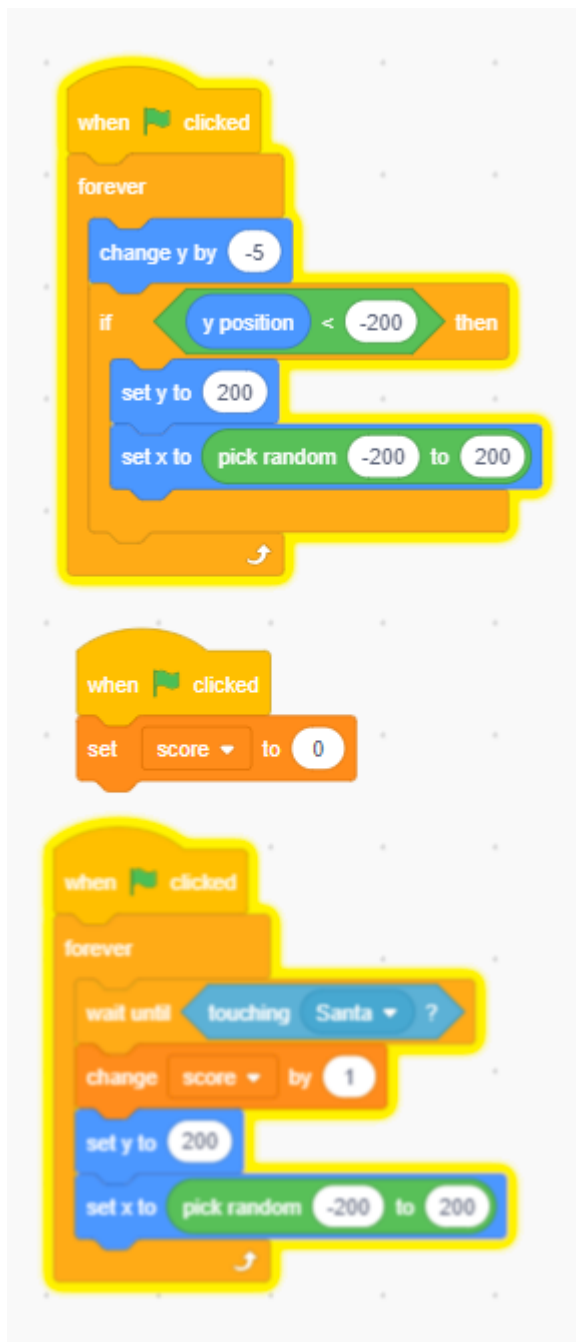 when clicked
forever
change y by -5
if y position < -200 then
set y to 200
set x to pick random -200 to 200
when clicked
set score to 0
when clicked
forever
wait until touching Santa ?
change score by 1
set y to 200
set x to pick random -200 to 200